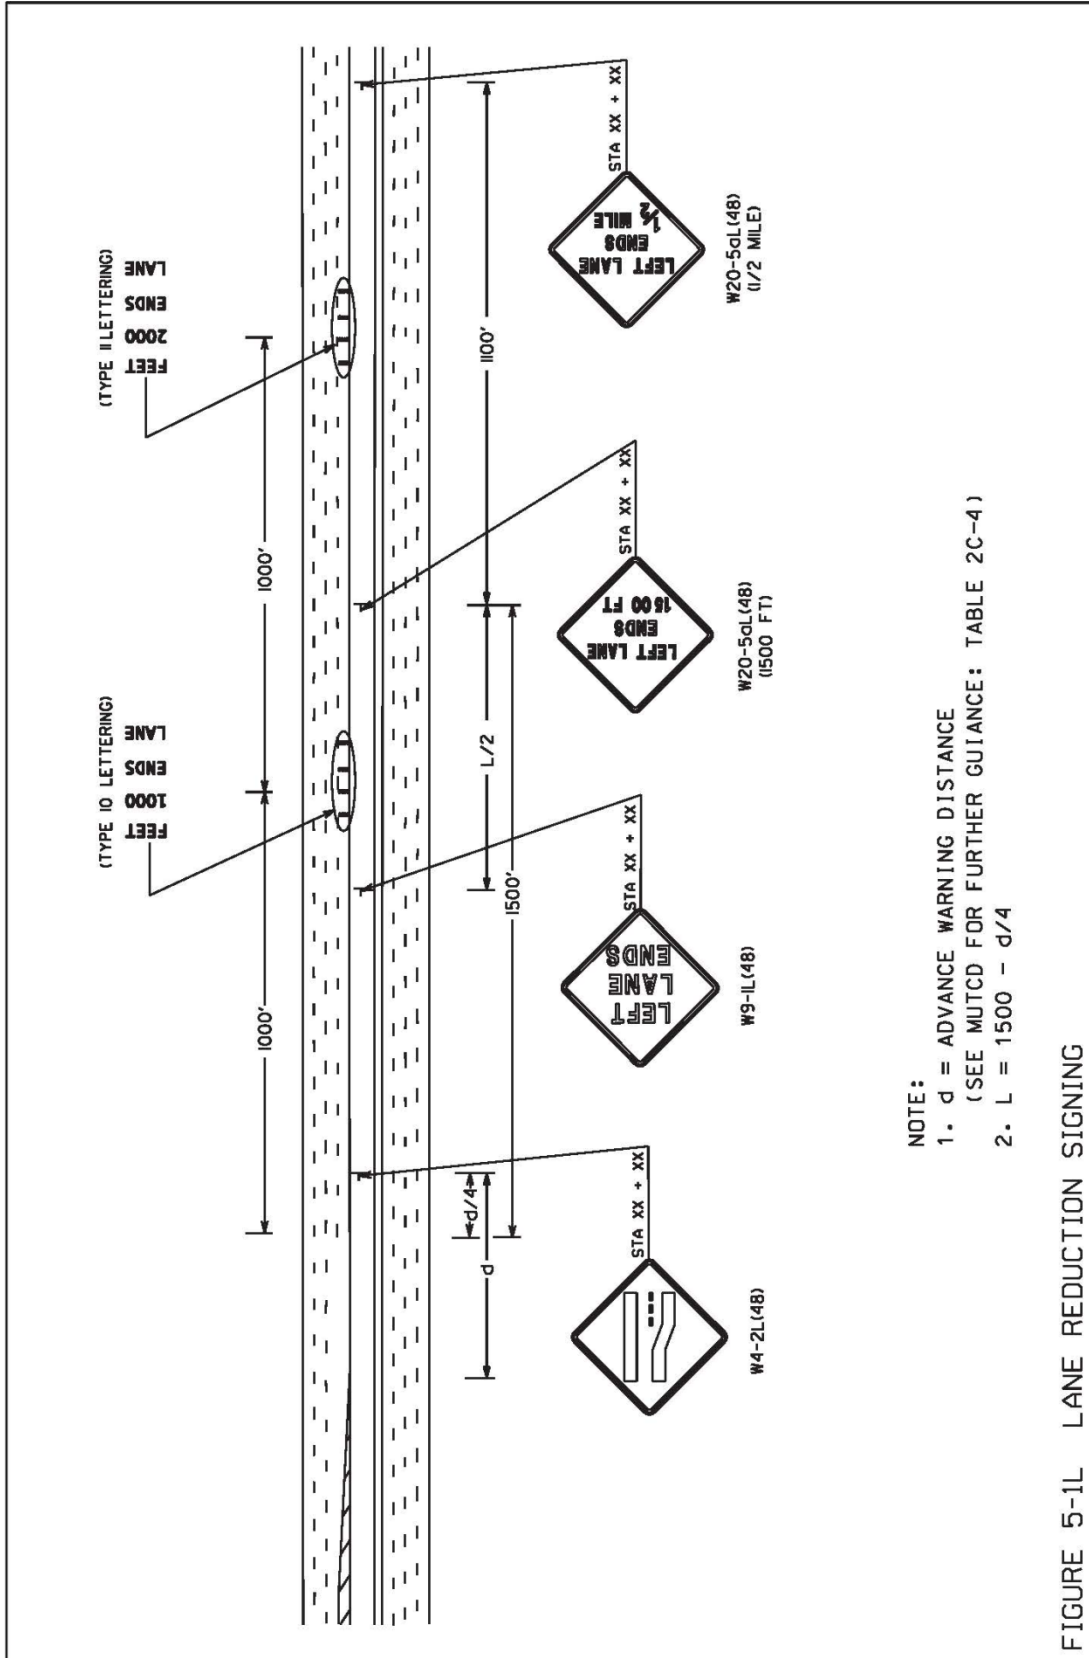 (TYPE 10 LETTERING)
FEET 1000 ENDS LANE
(TYPE 11 LETTERING)
FEET 2000 ENDS LANE
1000'
1000'
d/4
d
1500'
L/2
1100'
STA XX + XX
W4-2L(48)
STA XX + XX
LEFT
LANE
ENDS
W9-1L(48)
STA XX + XX
LEFT LANE
ENDS
1500 FT
W20-5aL(48)
(1500 FT)
STA XX + XX
LEFT LANE
ENDS
1/2 MILE
W20-5aL(48)
(1/2 MILE)
NOTE:
1. d = ADVANCE WARNING DISTANCE
(SEE MUTCD FOR FURTHER GUIANCE: TABLE 2C-4)
2. L = 1500 - d/4
FIGURE 5-1L LANE REDUCTION SIGNING